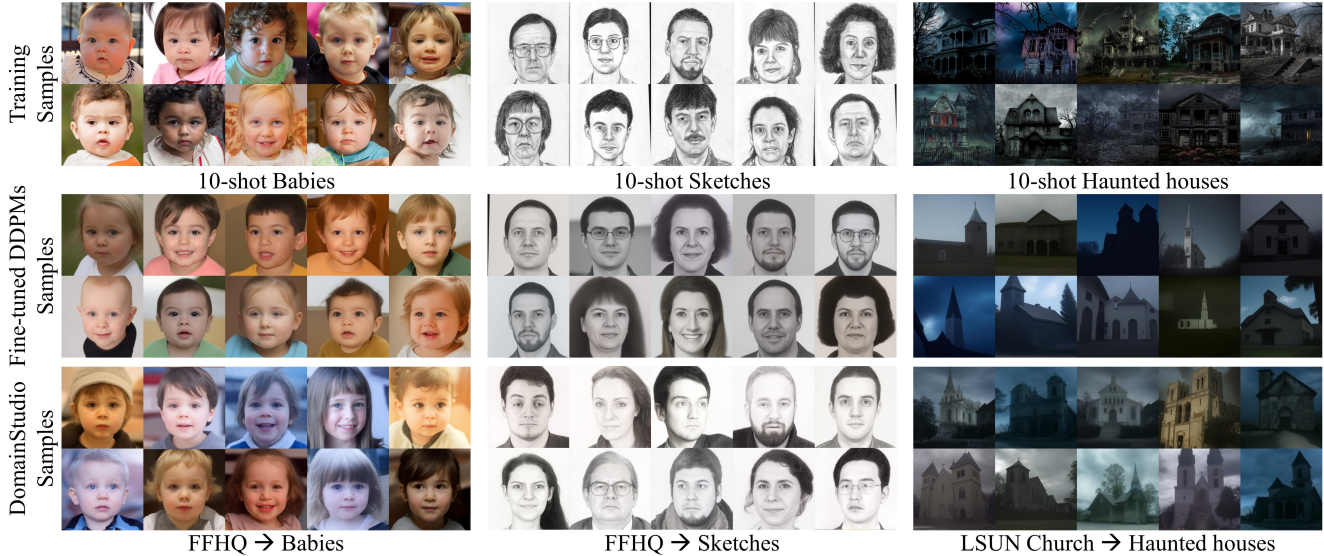 Training
Samples
10-shot Babies
10-shot Sketches
10-shot Haunted houses
Fine-tuned DDPMs
Samples
DomainStudio
Samples
FFHQ → Babies
FFHQ → Sketches
LSUN Church → Haunted houses